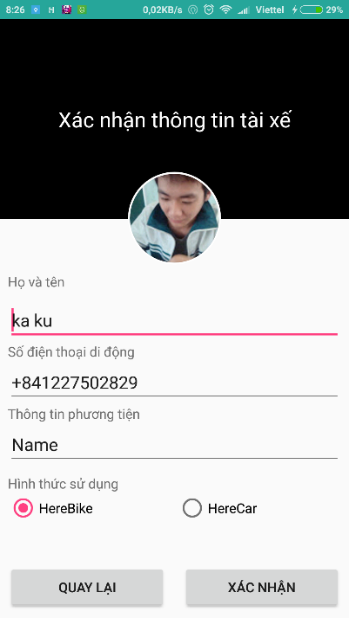 8:26 0,02KB/s Viettel 29%
Xác nhận thông tin tài xế
Họ và tên
ka ku
Số điện thoại di động
+841227502829
Thông tin phương tiện
Name
Hình thức sử dụng
HereBike HereCar
QUAY LẠI XÁC NHẬN